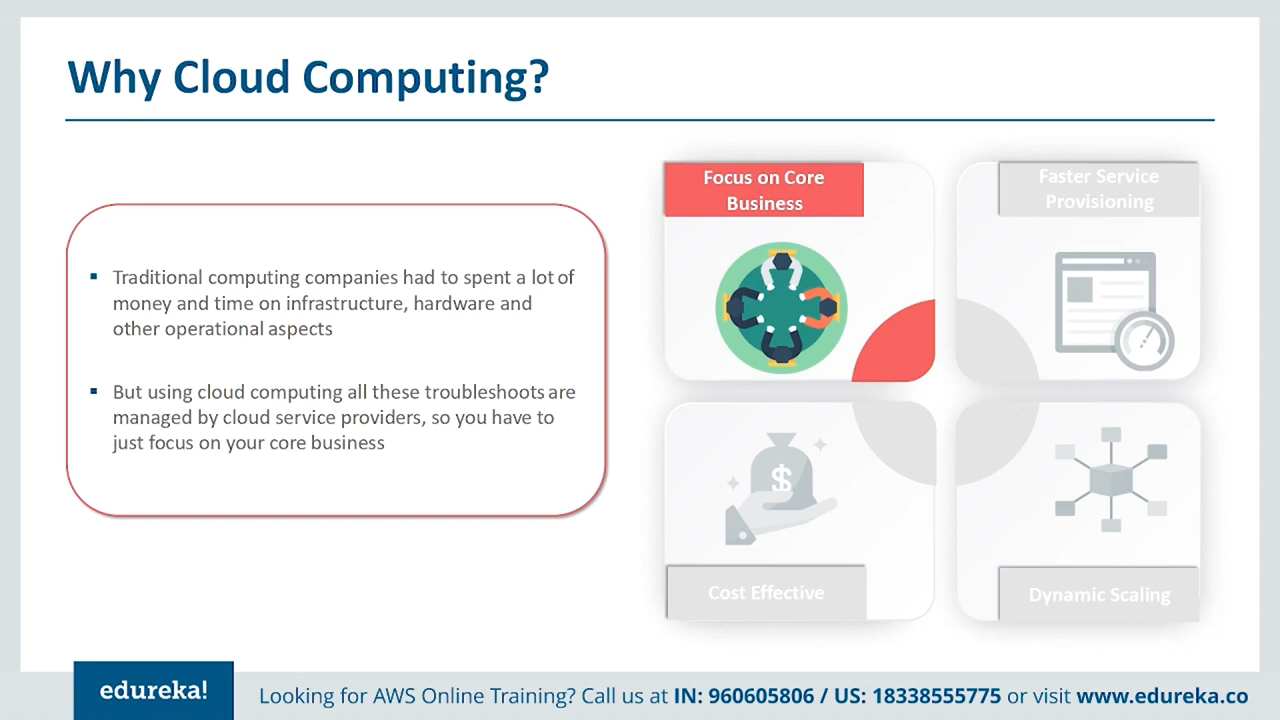 Why Cloud Computing?
▪ Traditional computing companies had to spent a lot of
money and time on infrastructure, hardware and
other operational aspects
▪ But using cloud computing all these troubleshoots are
managed by cloud service providers, so you have to
just focus on your core business
Focus on Core
Business
Faster Service
Provisioning
$
Cost Effective
Dynamic Scaling
edureka!
Looking for AWS Online Training? Call us at IN: 960605806 / US: 18338555775 or visit www.edureka.co